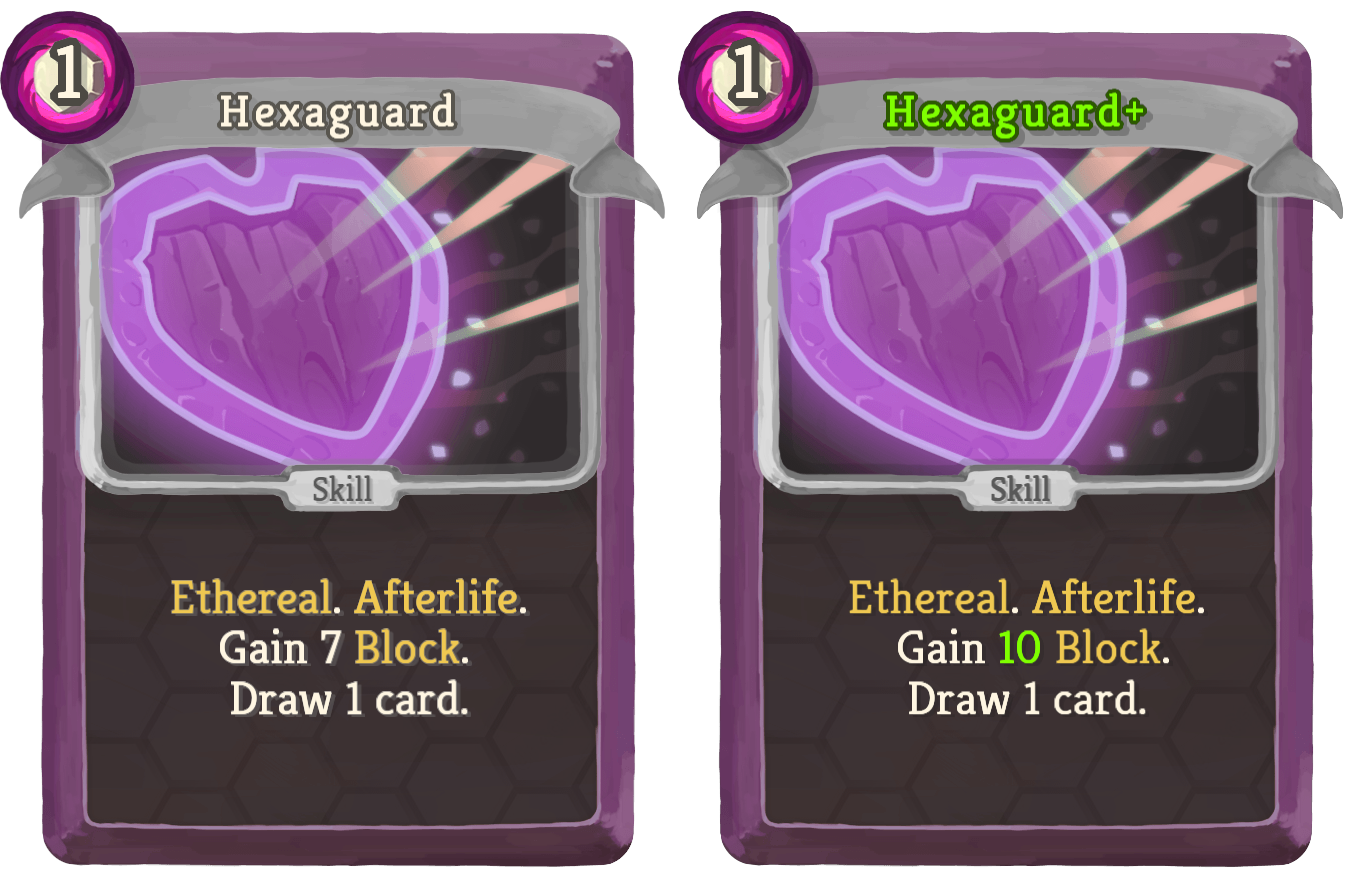 1
Hexaguard
Skill
Ethereal. Afterlife.
Gain 7 Block.
Draw 1 card.
1
Hexaguard+
Skill
Ethereal. Afterlife.
Gain 10 Block.
Draw 1 card.